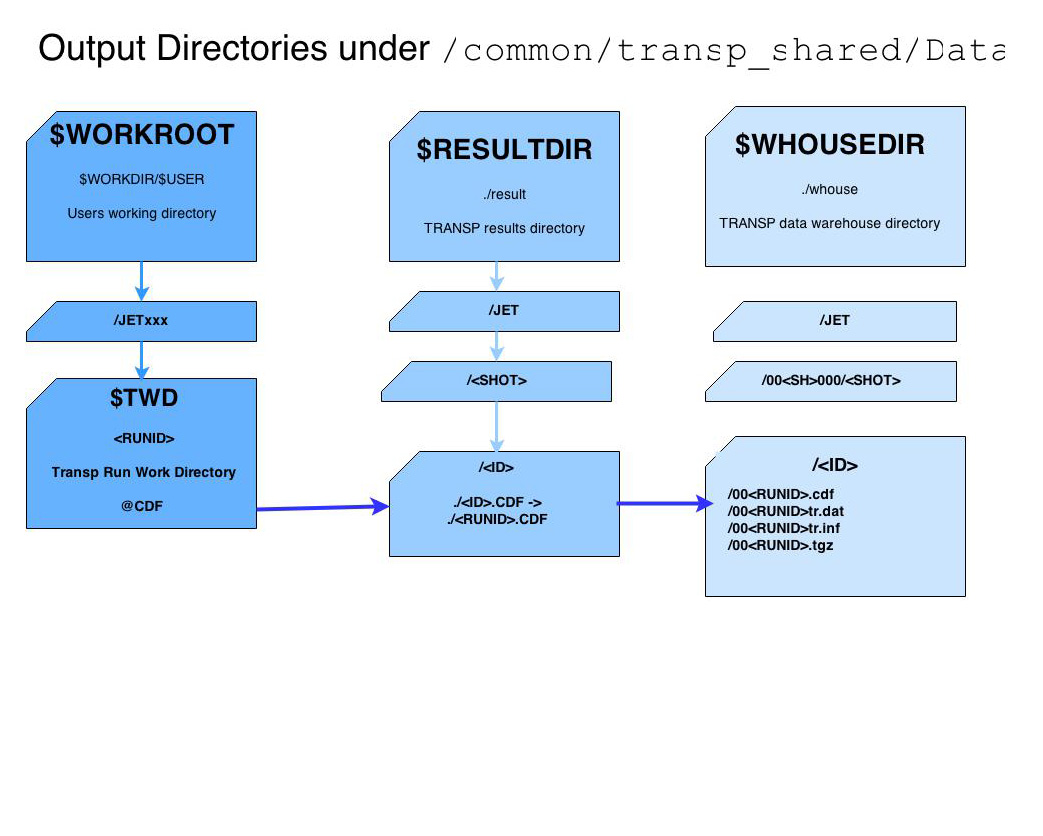 Output Directories under /common/transp_shared/Data
$WORKROOT
$WORKDIR/$USER
Users working directory
/JETxxx
$TWD
<RUNID>
Transp Run Work Directory
@CDF
$RESULTDIR
./result
TRANSP results directory
/JET
/<SHOT>
/<ID>
./<ID>.CDF ->
./<RUNID>.CDF
$WHOUSEDIR
./whouse
TRANSP data warehouse directory
/JET
/00<SH>000/<SHOT>
/<ID>
/00<RUNID>.cdf
/00<RUNID>tr.dat
/00<RUNID>tr.inf
/00<RUNID>.tgz